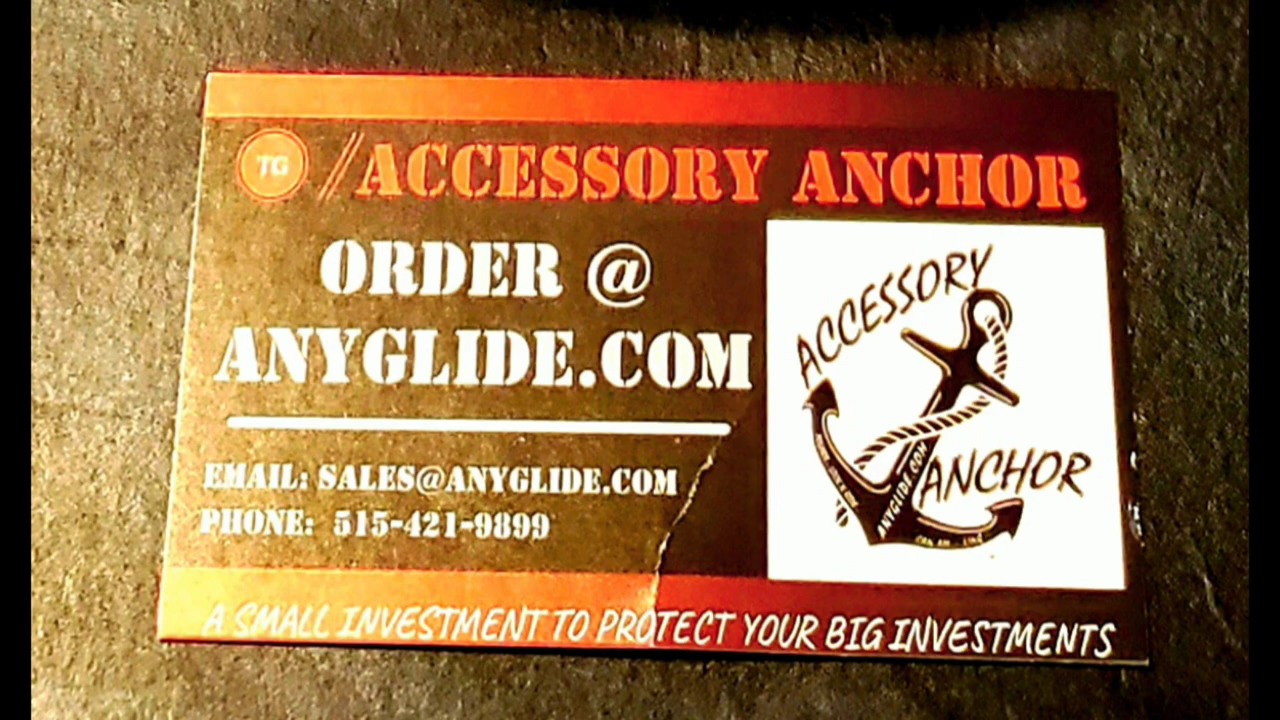 TG //ACCESSORY ANCHOR
ORDER @
ANYGLIDE.COM
EMAIL: SALES@ANYGLIDE.COM
PHONE: 515-421-9899
ACCESSORY
ANCHOR
ANYGLIDE.COM
A SMALL INVESTMENT TO PROTECT YOUR BIG INVESTMENTS